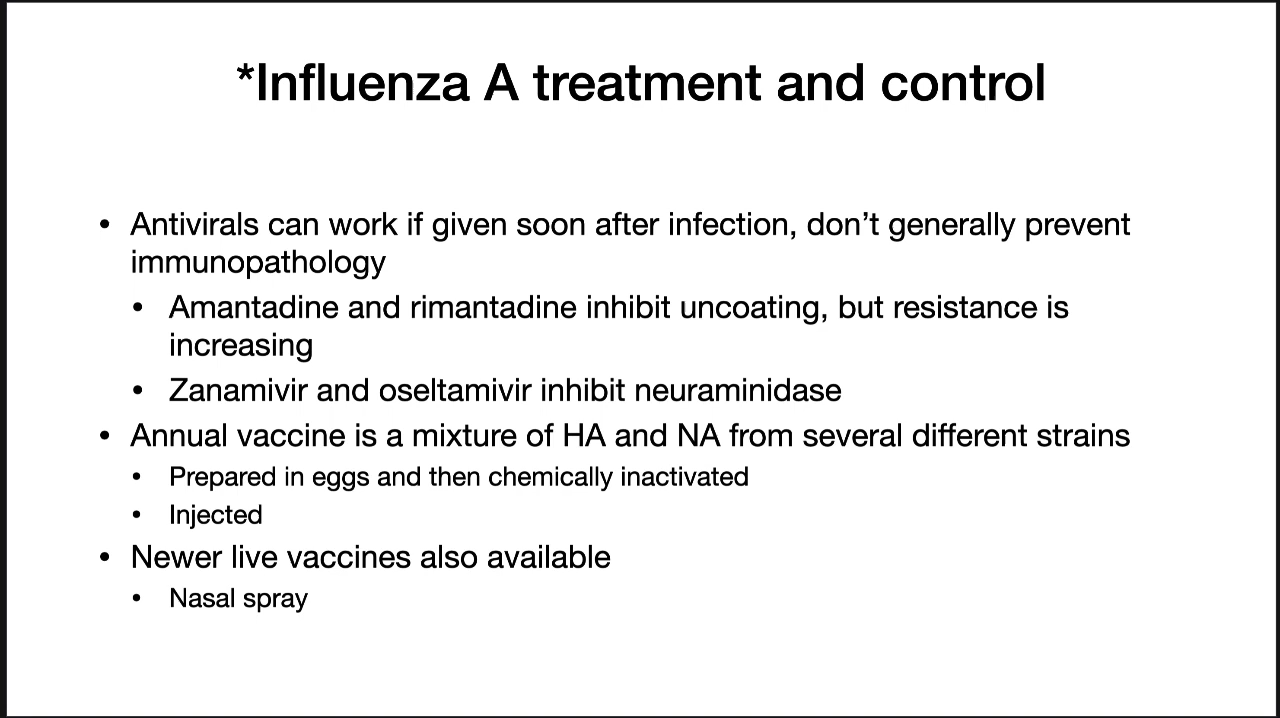 *Influenza A treatment and control
• Antivirals can work if given soon after infection, don’t generally prevent
immunopathology
• Amantadine and rimantadine inhibit uncoating, but resistance is
increasing
• Zanamivir and oseltamivir inhibit neuraminidase
• Annual vaccine is a mixture of HA and NA from several different strains
• Prepared in eggs and then chemically inactivated
• Injected
• Newer live vaccines also available
• Nasal spray